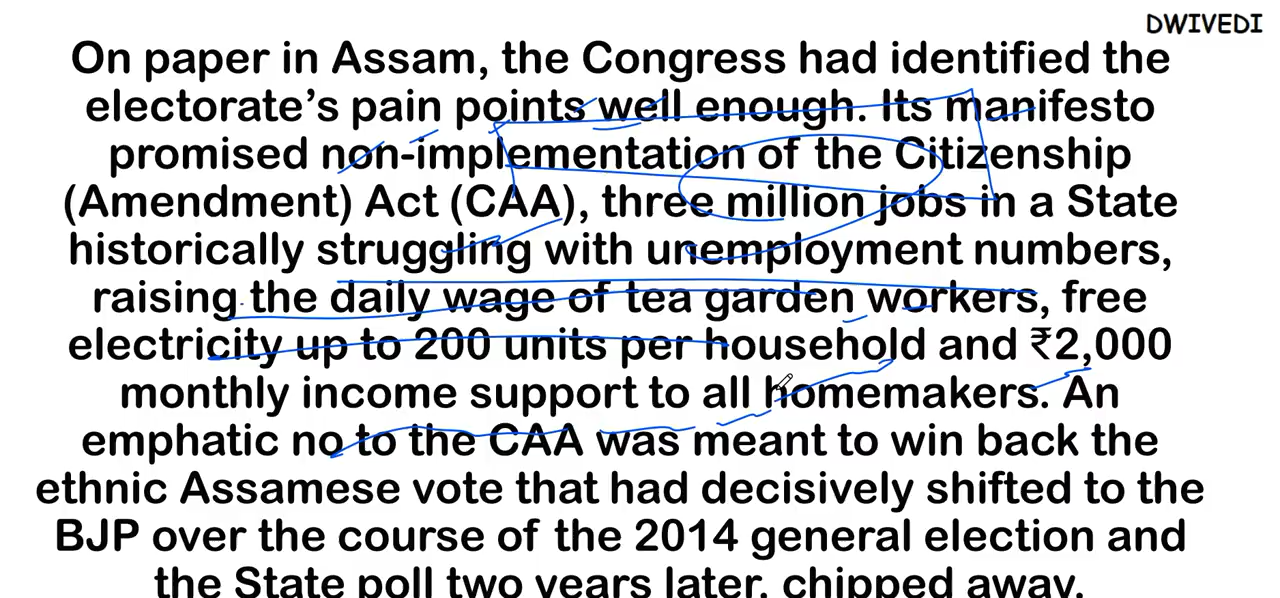 DWIVEDI
On paper in Assam, the Congress had identified the
electorate’s pain points well enough. Its manifesto
promised non-implementation of the Citizenship
(Amendment) Act (CAA), three million jobs in a State
historically struggling with unemployment numbers,
raising the daily wage of tea garden workers, free
electricity up to 200 units per household and ₹2,000
monthly income support to all homemakers. An
emphatic no to the CAA was meant to win back the
ethnic Assamese vote that had decisively shifted to the
BJP over the course of the 2014 general election and
the State poll two years later, chipped away.